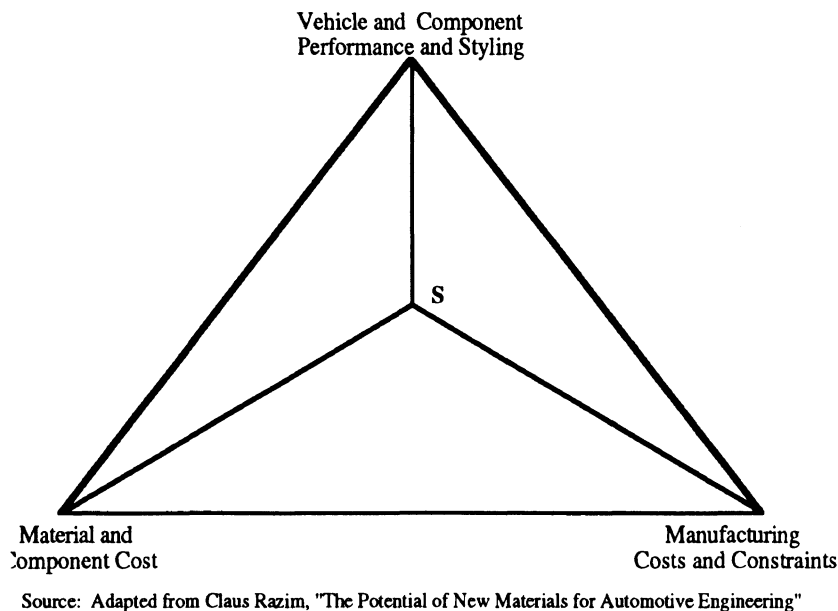 Vehicle and Component
Performance and Styling
S
Material and
Component Cost
Manufacturing
Costs and Constraints
Source: Adapted from Claus Razim, "The Potential of New Materials for Automotive Engineering"